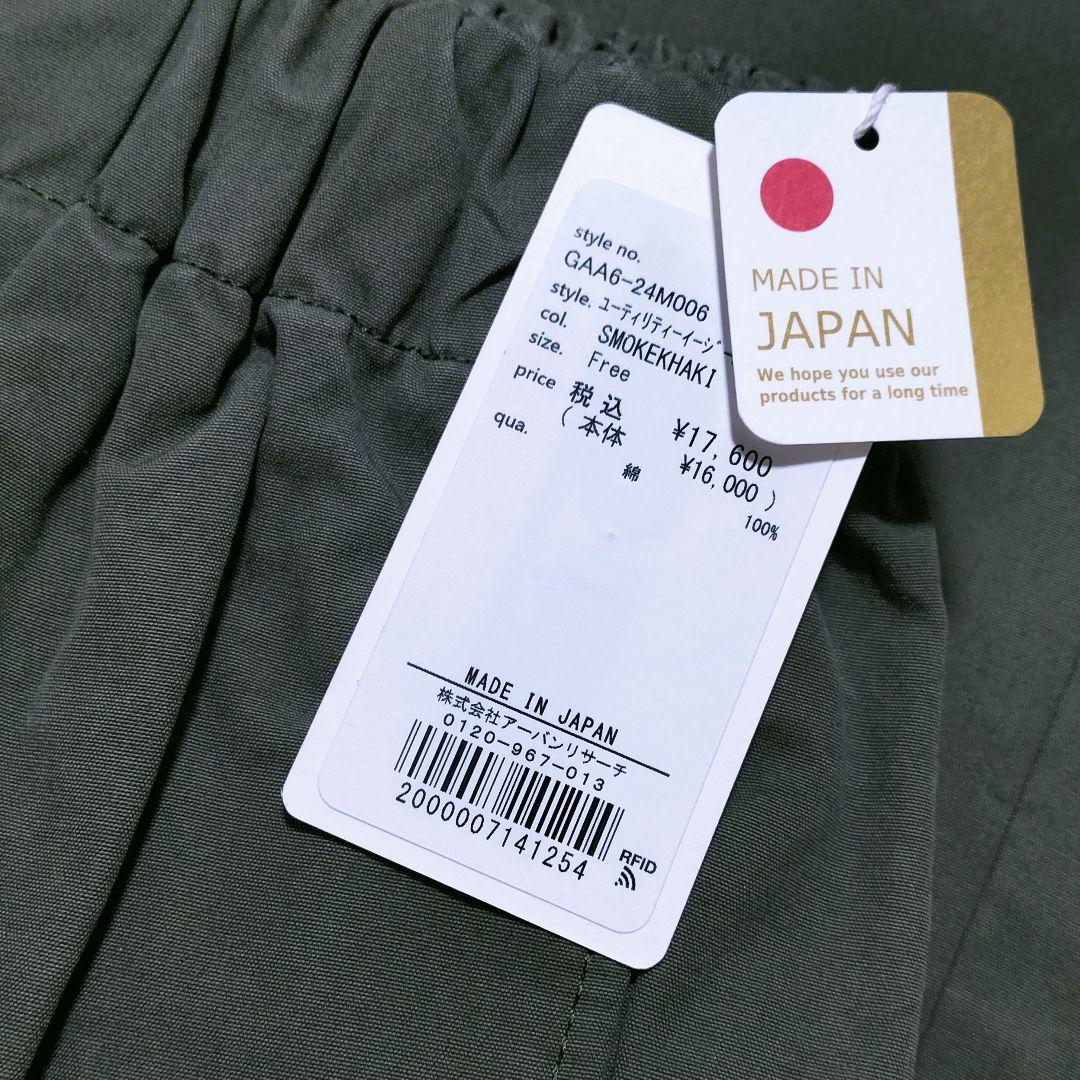 style no.
GAA6-24M006
style. ﾕｰﾃｨﾘﾃｨｰｲｰｼﾞ
col. SMOKEKHAKI
size. Free
price 税込 ¥17,600
(本体 ¥16,000)
qua. 綿 100%
MADE IN JAPAN
株式会社アーバンリサーチ
0120-967-013
2000007141254
RFID
MADE IN
JAPAN
We hope you use our
products for a long time